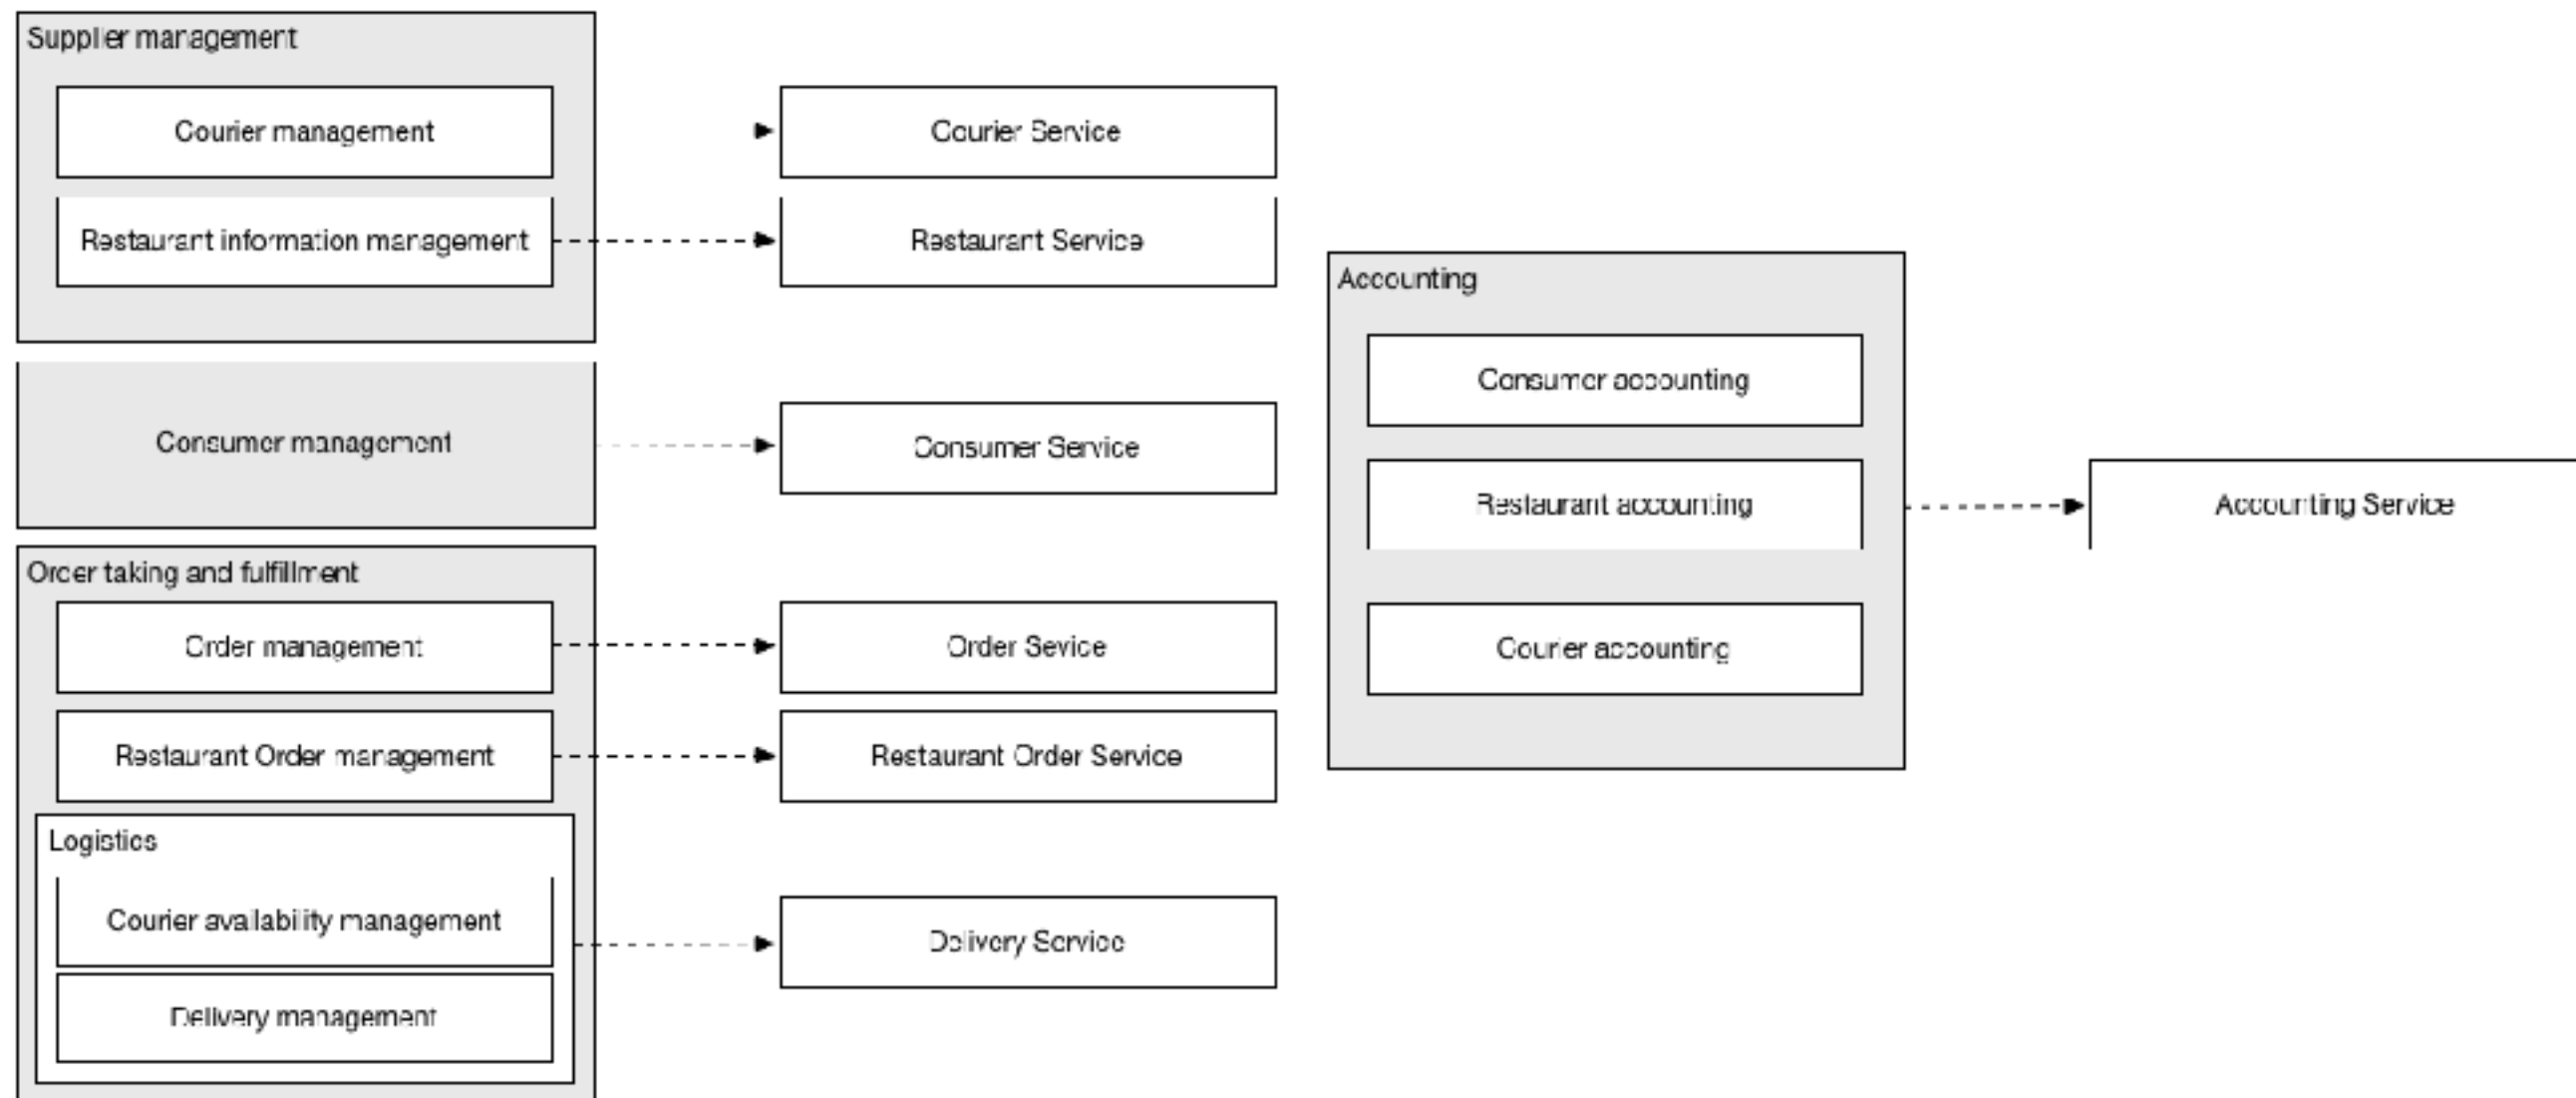 Supplier management
Courier management
Courier Service
Restaurant information management
Restaurant Service
Consumer management
Consumer Service
Order taking and fulfillment
Order management
Order Sevice
Restaurant Order management
Restaurant Order Service
Logistics
Courier availability management
Delivery management
Delivery Service
Accounting
Consumer accounting
Restaurant accounting
Courier accounting
Accounting Service